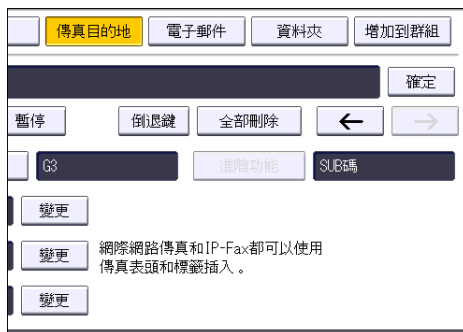 傳真目的地 電子郵件 資料夾 增加到群組
確定
暫停 倒退鍵 全部刪除 ← →
G3 進階功能 SUB碼
變更
變更 網際網路傳真和IP-Fax都可以使用
傳真表頭和標籤插入。
變更